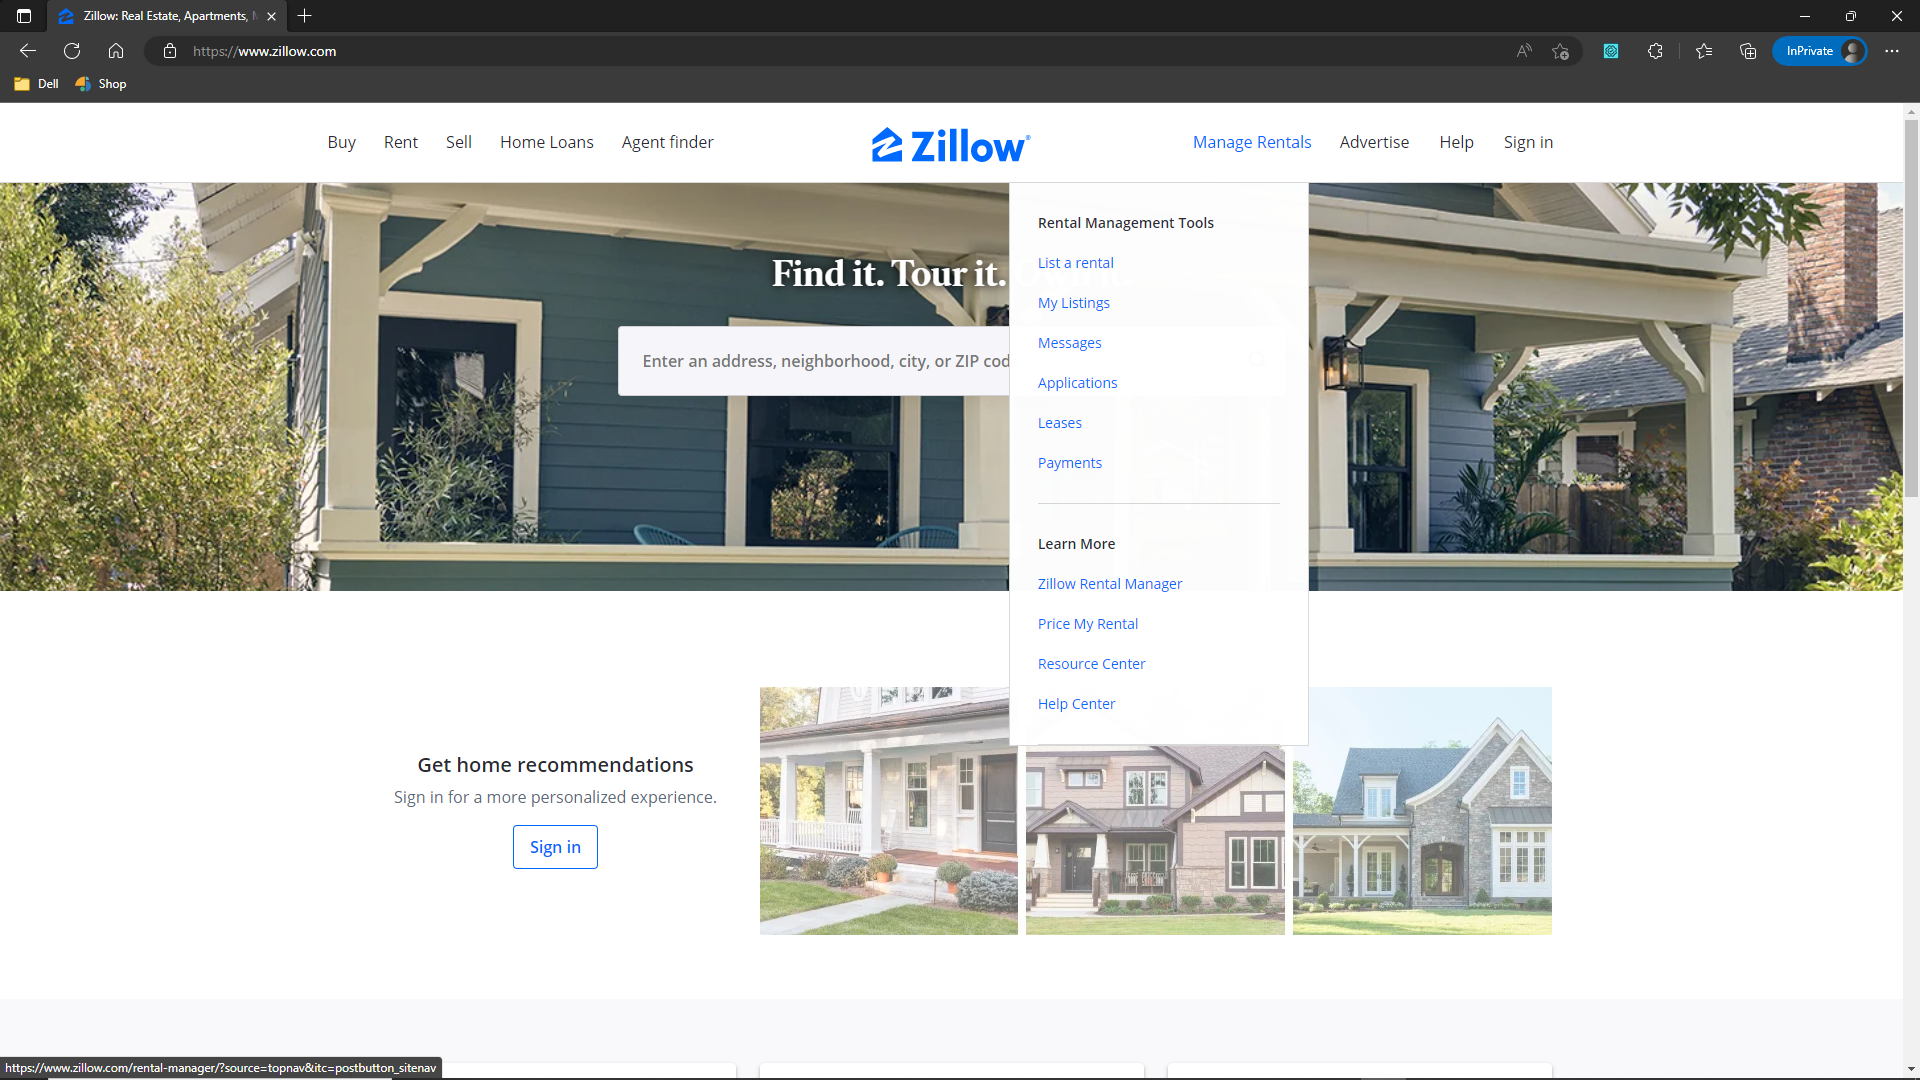 Zillow: Real Estate, Apartments,
https://www.zillow.com
InPrivate
Dell
Shop
Buy
Rent
Sell
Home Loans
Agent finder
Zillow
Manage Rentals
Advertise
Help
Sign in
Find it. Tour it.
Enter an address, neighborhood, city, or ZIP cod
Rental Management Tools
List a rental
My Listings
Messages
Applications
Leases
Payments
Learn More
Zillow Rental Manager
Price My Rental
Resource Center
Help Center
Get home recommendations
Sign in for a more personalized experience.
Sign in
https://www.zillow.com/rental-manager/?source=topnav&itc=postbutton_sitenav